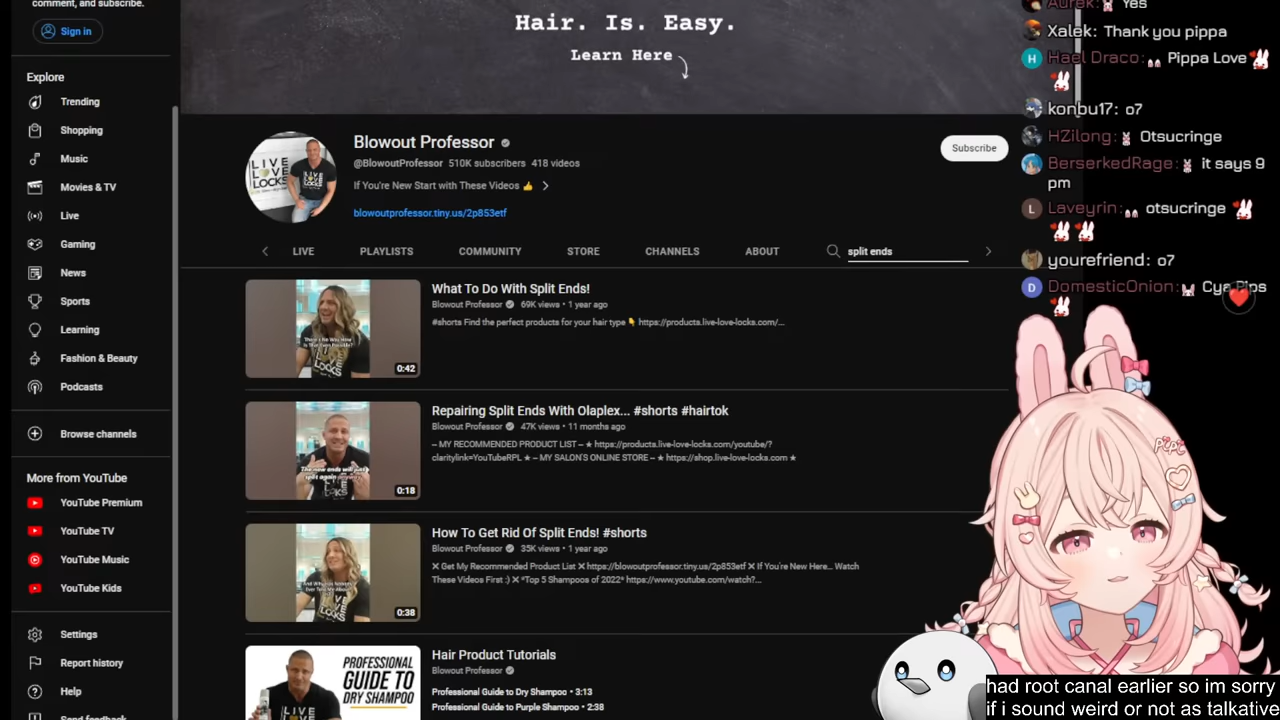 comment, and subscribe.
Sign in
Explore
Trending
Shopping
Music
Movies & TV
Live
Gaming
News
Sports
Learning
Fashion & Beauty
Podcasts
Browse channels
More from YouTube
YouTube Premium
YouTube TV
YouTube Music
YouTube Kids
Settings
Report history
Help
Send feedback
Hair. Is. Easy.
Learn Here
LIVE
LOVE
LOCKS
Blowout Professor
@BlowoutProfessor 510K subscribers 418 videos
If You're New Start with These Videos 👍
blowoutprofessor.tiny.us/2p853etf
Subscribe
LIVE PLAYLISTS COMMUNITY STORE CHANNELS ABOUT split ends
0:42
What To Do With Split Ends!
Blowout Professor 69K views • 1 year ago
#shorts Find the perfect products for your hair type 👇 https://products.live-love-locks.com/...
0:18
Repairing Split Ends With Olaplex... #shorts #hairtok
Blowout Professor 47K views • 11 months ago
-- MY RECOMMENDED PRODUCT LIST -- ★ https://products.live-love-locks.com/youtube/?
claritylink=YouTubeRPL ★ -- MY SALON'S ONLINE STORE -- ★ https://shop.live-love-locks.com ★
0:38
How To Get Rid Of Split Ends! #shorts
Blowout Professor 35K views • 1 year ago
✕ Get My Recommended Product List ✕ https://blowoutprofessor.tiny.us/2p853etf ✕ If You're New Here... Watch
These Videos First :) ✕ *Top 5 Shampoos of 2022* https://www.youtube.com/watch?...
PROFESSIONAL
GUIDE TO
DRY SHAMPOO
Hair Product Tutorials
Blowout Professor
Professional Guide to Dry Shampoo • 3:13
Professional Guide to Purple Shampoo • 2:38
Aurek: Yes
Xalek: Thank you pippa
Hael Draco: Pippa Love
konbu17: o7
HZilong: Otsucringe
BerserkedRage: it says 9
pm
Laveyrin: otsucringe
yourefriend: o7
DomesticOnion: Cya Pips
had root canal earlier so im sorry
if i sound weird or not as talkative